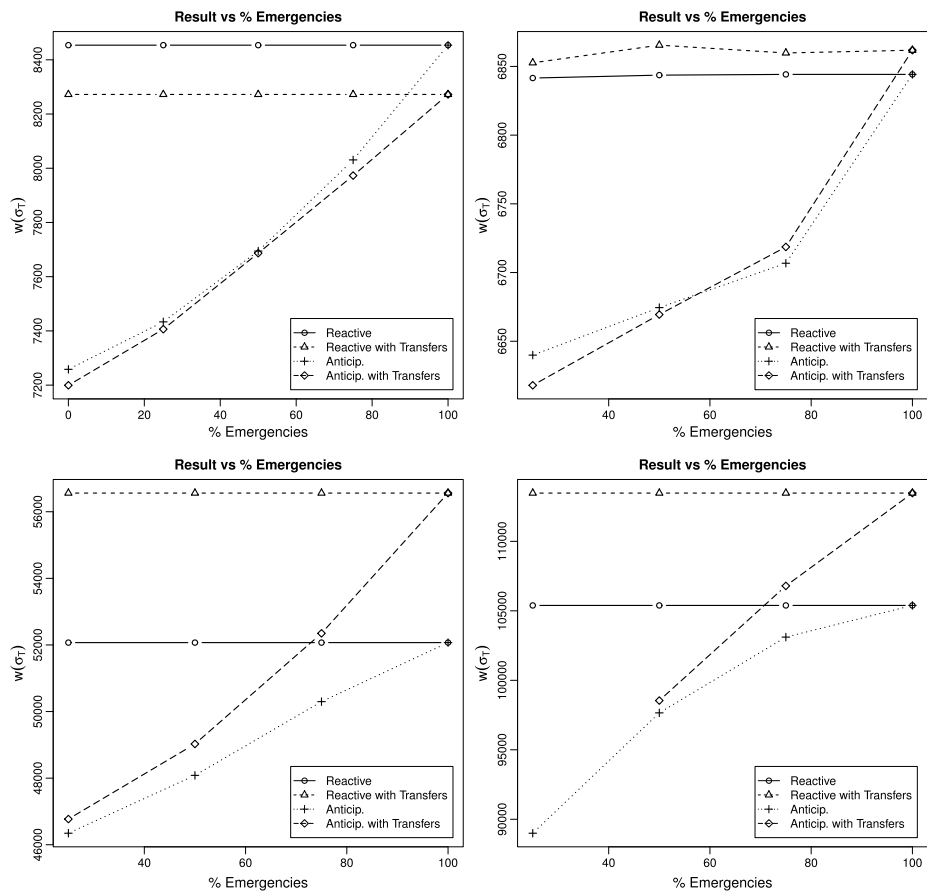 Result vs % Emergencies
8400
8200
8000
7800
7600
7400
7200
w(σT)
0 20 40 60 80 100
% Emergencies
Reactive
Reactive with Transfers
Anticip.
Anticip. with Transfers
Result vs % Emergencies
6850
6800
6750
6700
6650
w(σT)
40 60 80 100
% Emergencies
Reactive
Reactive with Transfers
Anticip.
Anticip. with Transfers
Result vs % Emergencies
56000
54000
52000
50000
48000
46000
w(σT)
40 60 80 100
% Emergencies
Reactive
Reactive with Transfers
Anticip.
Anticip. with Transfers
Result vs % Emergencies
110000
105000
100000
95000
90000
w(σT)
40 60 80 100
% Emergencies
Reactive
Reactive with Transfers
Anticip.
Anticip. with Transfers